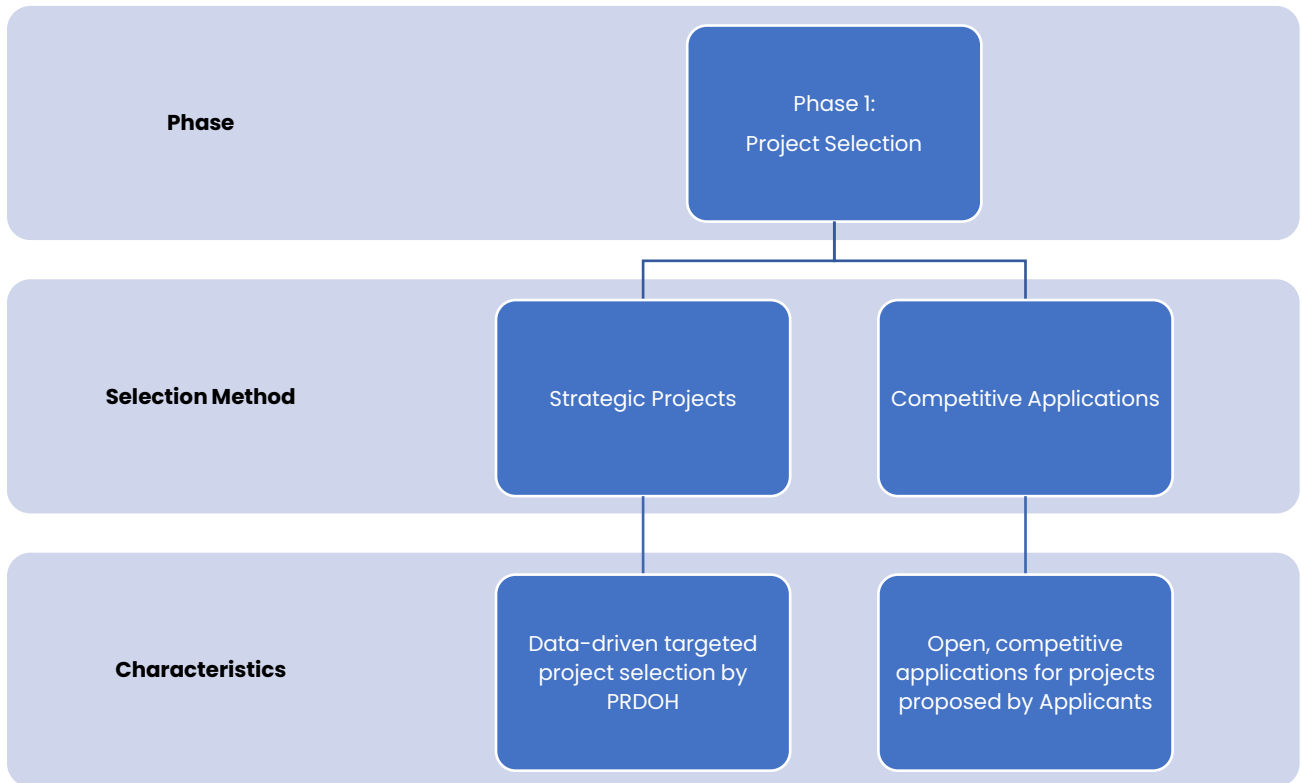 Phase
Phase 1:
Project Selection
Selection Method
Strategic Projects
Competitive Applications
Characteristics
Data-driven targeted
project selection by
PRDOH
Open, competitive
applications for projects
proposed by Applicants